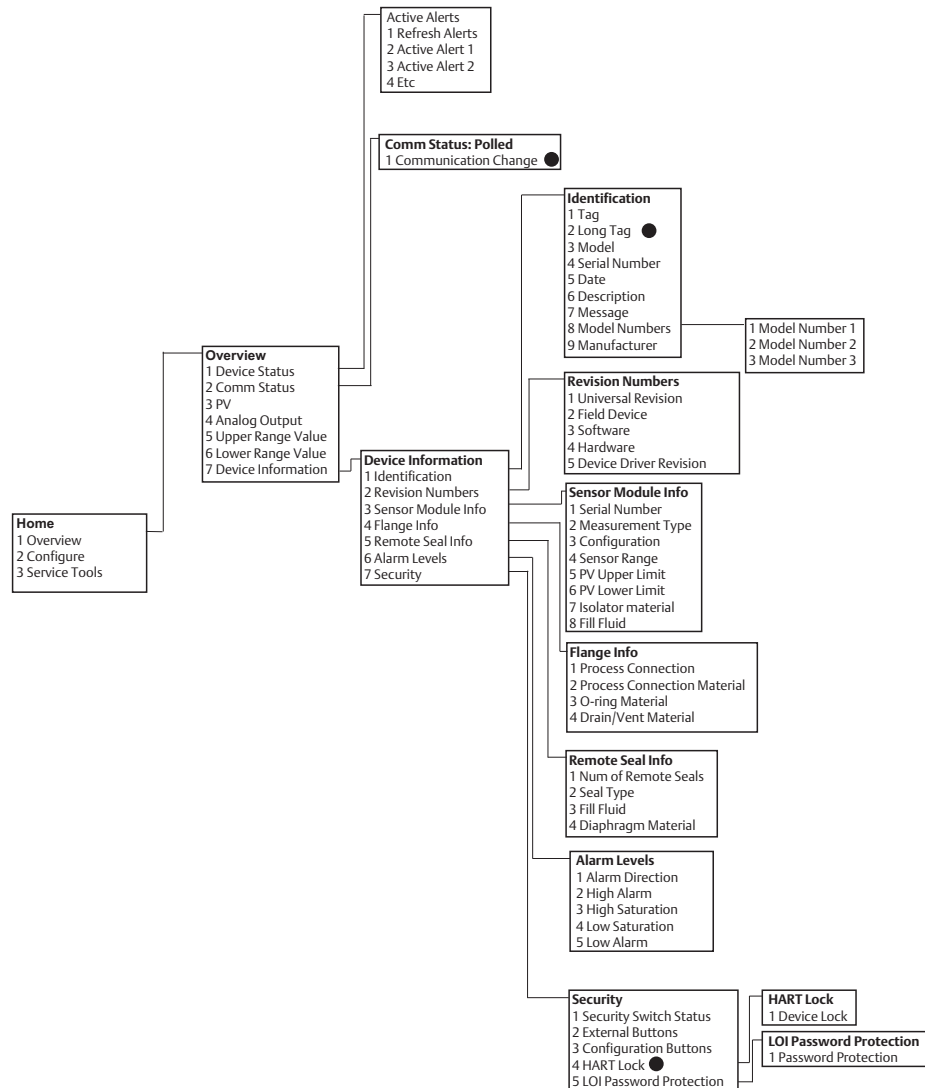 Active Alerts
1 Refresh Alerts
2 Active Alert 1
3 Active Alert 2
4 Etc
Comm Status: Polled
1 Communication Change
Identification
1 Tag
2 Long Tag
3 Model
4 Serial Number
5 Date
6 Description
7 Message
8 Model Numbers
9 Manufacturer
1 Model Number 1
2 Model Number 2
3 Model Number 3
Overview
1 Device Status
2 Comm Status
3 PV
4 Analog Output
5 Upper Range Value
6 Lower Range Value
7 Device Information
Revision Numbers
1 Universal Revision
2 Field Device
3 Software
4 Hardware
5 Device Driver Revision
Device Information
1 Identification
2 Revision Numbers
3 Sensor Module Info
4 Flange Info
5 Remote Seal Info
6 Alarm Levels
7 Security
Sensor Module Info
1 Serial Number
2 Measurement Type
3 Configuration
4 Sensor Range
5 PV Upper Limit
6 PV Lower Limit
7 Isolator material
8 Fill Fluid
Home
1 Overview
2 Configure
3 Service Tools
Flange Info
1 Process Connection
2 Process Connection Material
3 O-ring Material
4 Drain/Vent Material
Remote Seal Info
1 Num of Remote Seals
2 Seal Type
3 Fill Fluid
4 Diaphragm Material
Alarm Levels
1 Alarm Direction
2 High Alarm
3 High Saturation
4 Low Saturation
5 Low Alarm
Security
1 Security Switch Status
2 External Buttons
3 Configuration Buttons
4 HART Lock
5 LOI Password Protection
HART Lock
1 Device Lock
LOI Password Protection
1 Password Protection